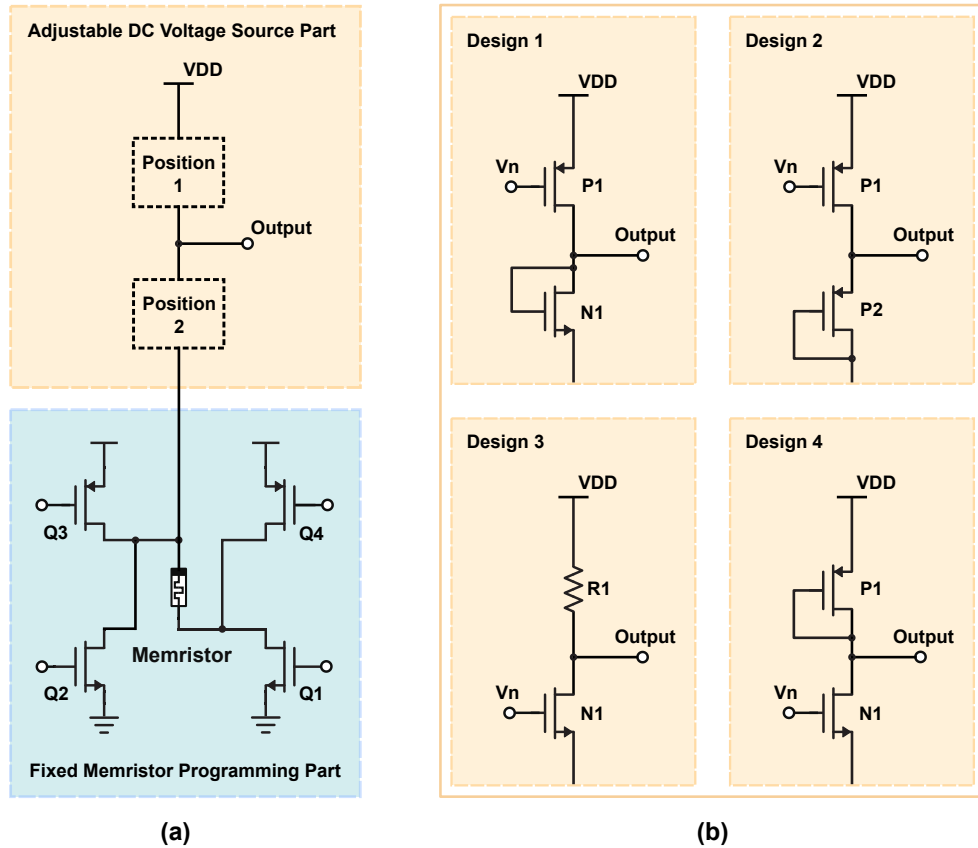 Adjustable DC Voltage Source Part
VDD
Position
1
Output
Position
2
Q3
Q4
Memristor
Q2
Q1
Fixed Memristor Programming Part
(a)
Design 1
VDD
Vn
P1
Output
N1
Design 2
VDD
Vn
P1
Output
P2
Design 3
VDD
R1
Output
Vn
N1
Design 4
VDD
P1
Output
Vn
N1
(b)